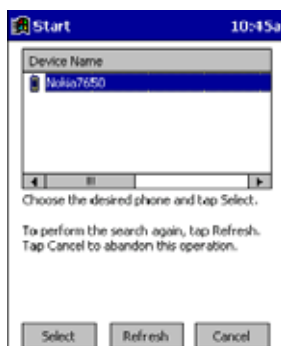 Start 10:45a
Device Name
Nokia7650
Choose the desired phone and tap Select.
To perform the search again, tap Refresh.
Tap Cancel to abandon this operation.
Select Refresh Cancel